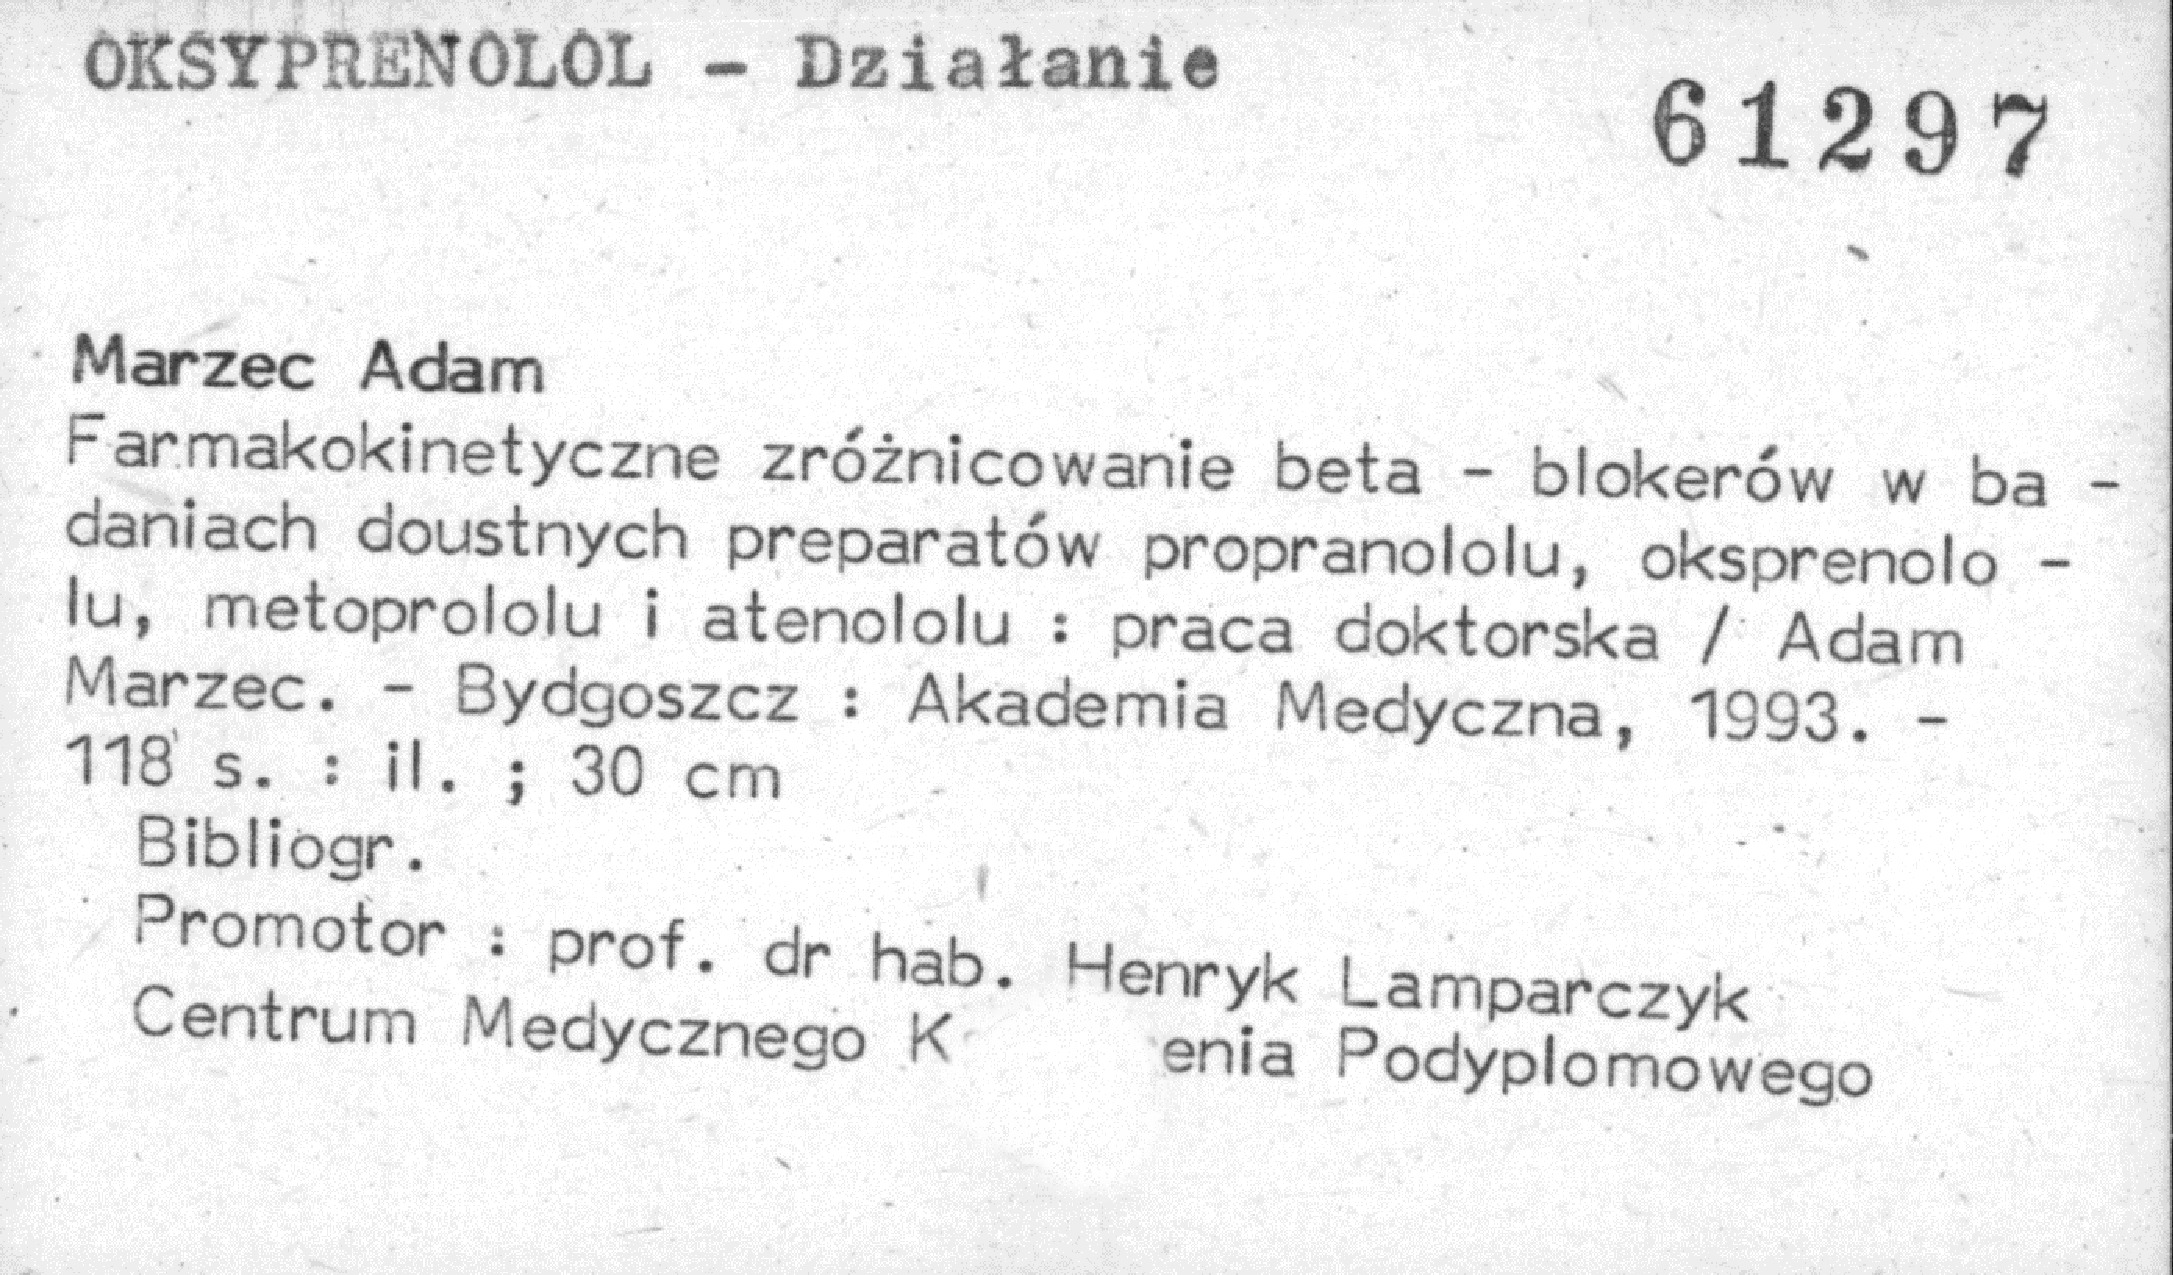 OKSYPRENOLOL - Działanie
61297
Marzec Adam
Farmakokinetyczne zróżnicowanie beta - blokerów w ba -
daniach doustnych preparatów propranololu, oksprenolo -
lu, metoprololu i atenololu : praca doktorska / Adam
Marzec. - Bydgoszcz : Akademia Medyczna, 1993. -
118 s. : il. ; 30 cm
Bibliogr.
Promotor : prof. dr hab. Henryk Lamparczyk
Centrum Medycznego K enia Podyplomowego